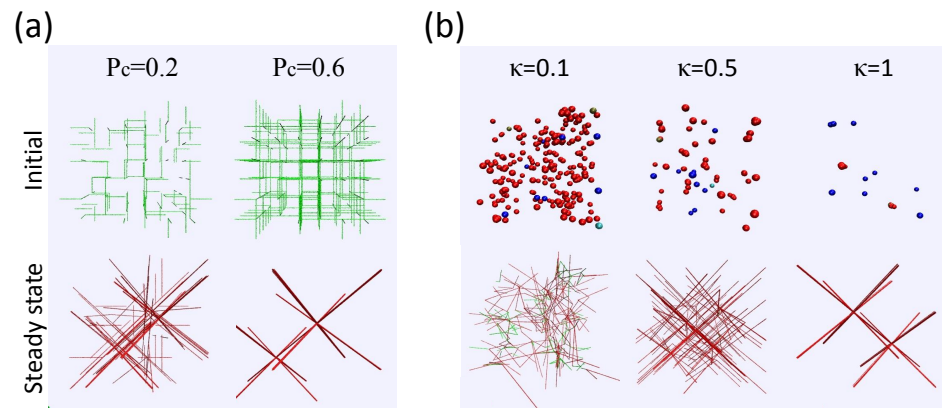 (a)
(b)
Pc=0.2
Pc=0.6
κ=0.1
κ=0.5
κ=1
Initial
Steady state